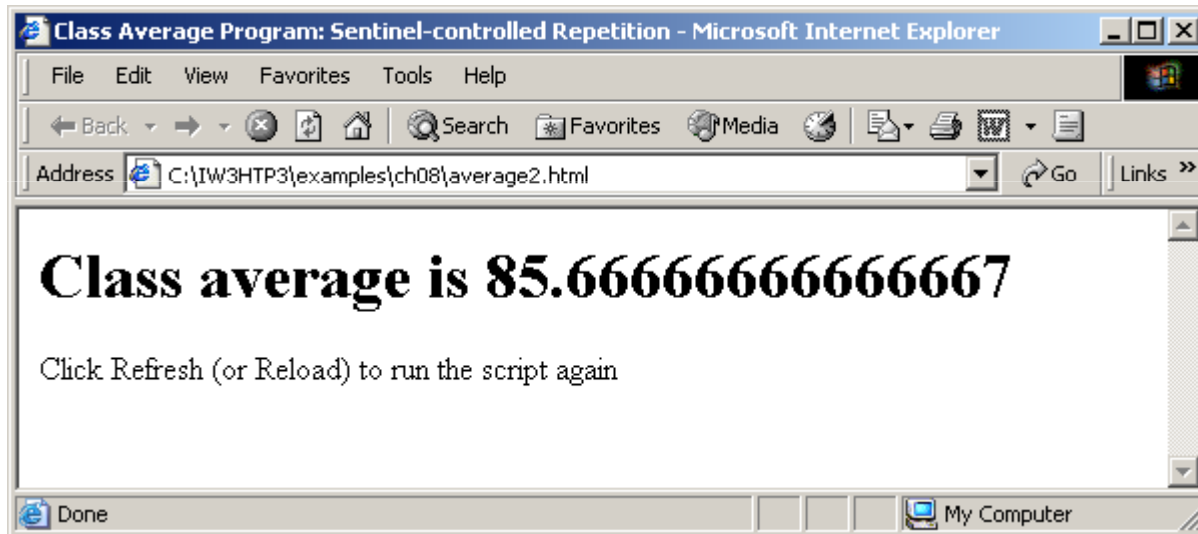 Class Average Program: Sentinel-controlled Repetition - Microsoft Internet Explorer
File Edit View Favorites Tools Help
Back Search Favorites Media
Address C:\IW3HTP3\examples\ch08\average2.html Go Links »
Class average is 85.66666666666667
Click Refresh (or Reload) to run the script again
Done My Computer